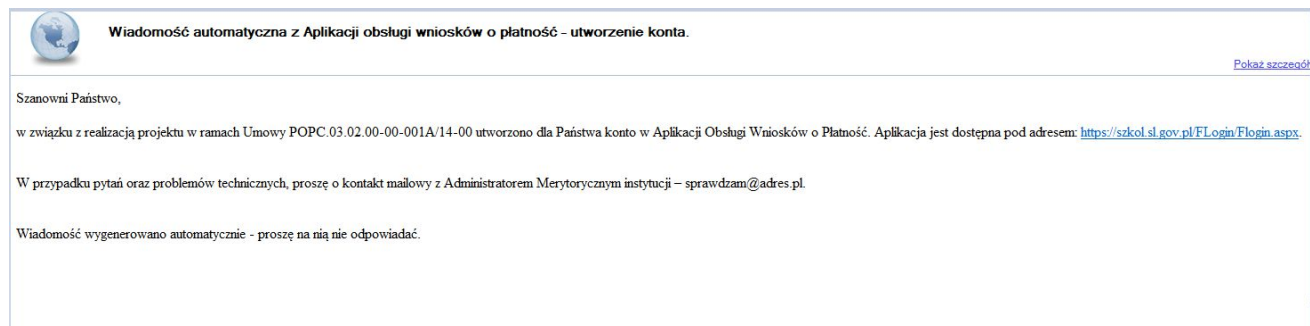 Wiadomość automatyczna z Aplikacji obsługi wniosków o płatność - utworzenie konta.
Pokaż szczegół
Szanowni Państwo,
w związku z realizacją projektu w ramach Umowy POPC.03.02.00-00-001A/14-00 utworzono dla Państwa konto w Aplikacji Obsługi Wniosków o Płatność. Aplikacja jest dostępna pod adresem: https://szkol.sl.gov.pl/FLogin/Flogin.aspx.
W przypadku pytań oraz problemów technicznych, proszę o kontakt mailowy z Administratorem Merytorycznym instytucji – sprawdzam@adres.pl.
Wiadomość wygenerowano automatycznie - proszę na nią nie odpowiadać.